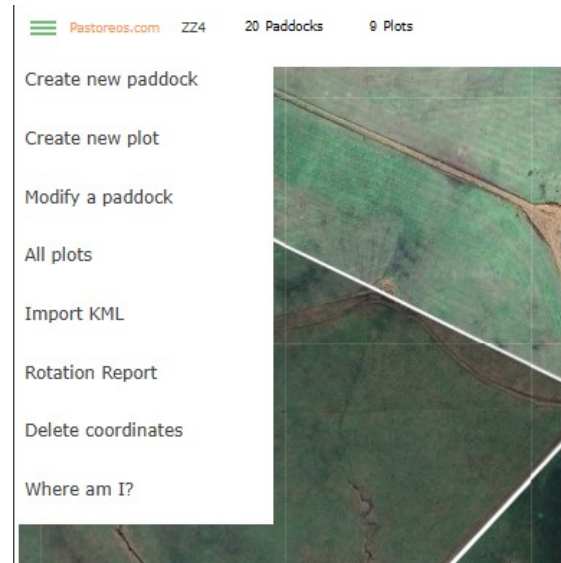 Pastoreos.com ZZ4 20 Paddocks 9 Plots
Create new paddock
Create new plot
Modify a paddock
All plots
Import KML
Rotation Report
Delete coordinates
Where am I?